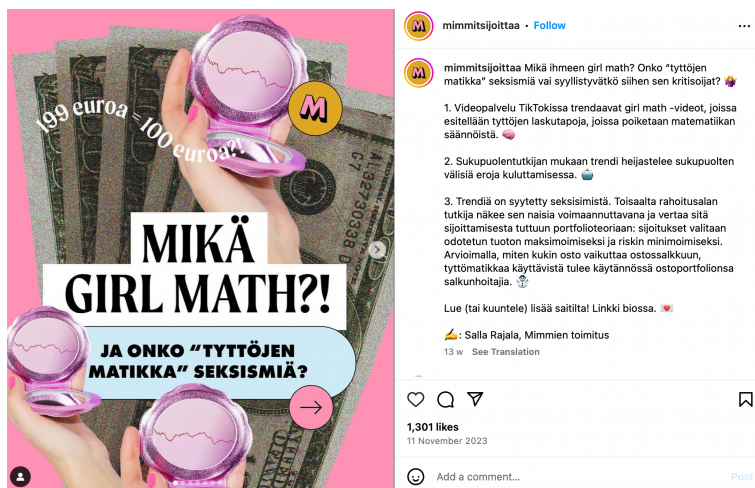 199 euroa = 100 euroa?!
M
AL32730
G7
MIKÄ
GIRL MATH?!
JA ONKO ”TYTTÖJEN
MATIKKA” SEKSISMIÄ?
M
mimmitsijoittaa • Follow
M
mimmitsijoittaa Mikä ihmeen girl math? Onko “tyttöjen
matikka” seksismiä vai syyllistyvätkö siihen sen kritisoijat? 🤷‍♀️
1. Videopalvelu TikTokissa trendaavat girl math -videot, joissa
esitellään tyttöjen laskutapoja, joissa poiketaan matematiikan
säännöistä. 🧠
2. Sukupuolentutkijan mukaan trendi heijastelee sukupuolten
välisiä eroja kuluttamisessa. 🤖
3. Trendiä on syytetty seksisimistä. Toisaalta rahoitusalan
tutkija näkee sen naisia voimaannuttavana ja vertaa sitä
sijoittamisesta tuttuun portfolioteoriaan: sijoitukset valitaan
odotetun tuoton maksimoimiseksi ja riskin minimoimiseksi.
Arvioimalla, miten kukin osto vaikuttaa ostossalkkuun,
tyttömatikkaa käyttävistä tulee käytännössä ostoportfolionsa
salkunhoitajia. ⛄
Lue (tai kuuntele) lisää saitilta! Linkki biossa. 💌
✍️: Salla Rajala, Mimmien toimitus
13 w See Translation
1,301 likes
11 November 2023
Add a comment...
Post